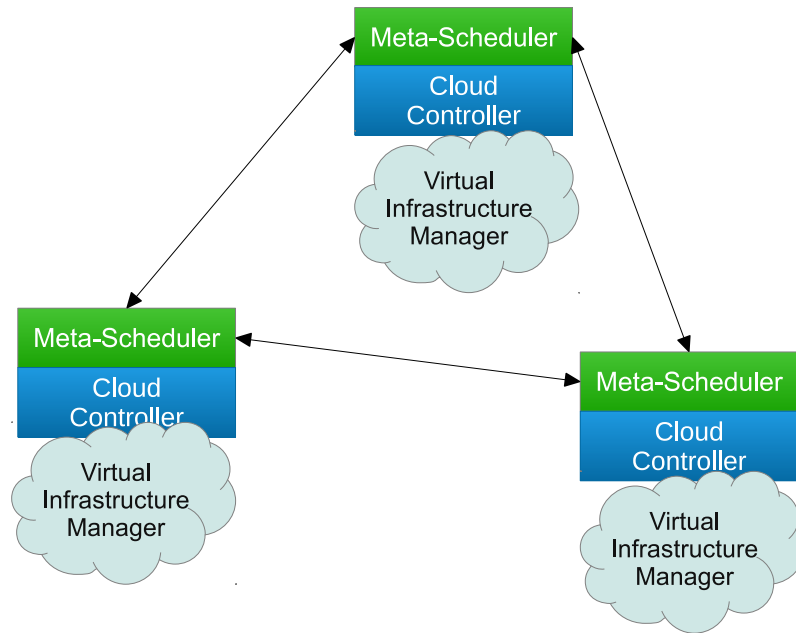 Meta-Scheduler
Cloud
Controller
Virtual
Infrastructure
Manager
Meta-Scheduler
Cloud
Controller
Virtual
Infrastructure
Manager
Meta-Scheduler
Cloud
Controller
Virtual
Infrastructure
Manager